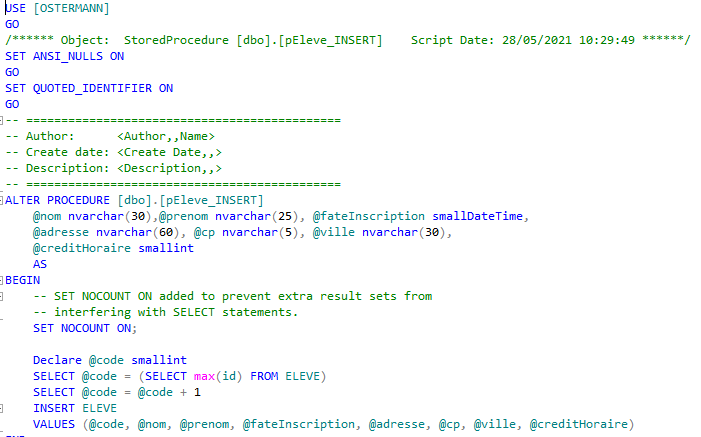 USE [OSTERMANN]
GO
/****** Object:  StoredProcedure [dbo].[pEleve_INSERT]    Script Date: 28/05/2021 10:29:49 ******/
SET ANSI_NULLS ON
GO
SET QUOTED_IDENTIFIER ON
GO
-- =============================================
-- Author:		<Author,,Name>
-- Create date: <Create Date,,>
-- Description:	<Description,,>
-- =============================================
ALTER PROCEDURE [dbo].[pEleve_INSERT]
    @nom nvarchar(30),@prenom nvarchar(25), @fateInscription smallDateTime,
    @adresse nvarchar(60), @cp nvarchar(5), @ville nvarchar(30),
    @creditHoraire smallint
    AS
BEGIN
    -- SET NOCOUNT ON added to prevent extra result sets from
    -- interfering with SELECT statements.
    SET NOCOUNT ON;
    Declare @code smallint
    SELECT @code = (SELECT max(id) FROM ELEVE)
    SELECT @code = @code + 1
    INSERT ELEVE
    VALUES (@code, @nom, @prenom, @fateInscription, @adresse, @cp, @ville, @creditHoraire)